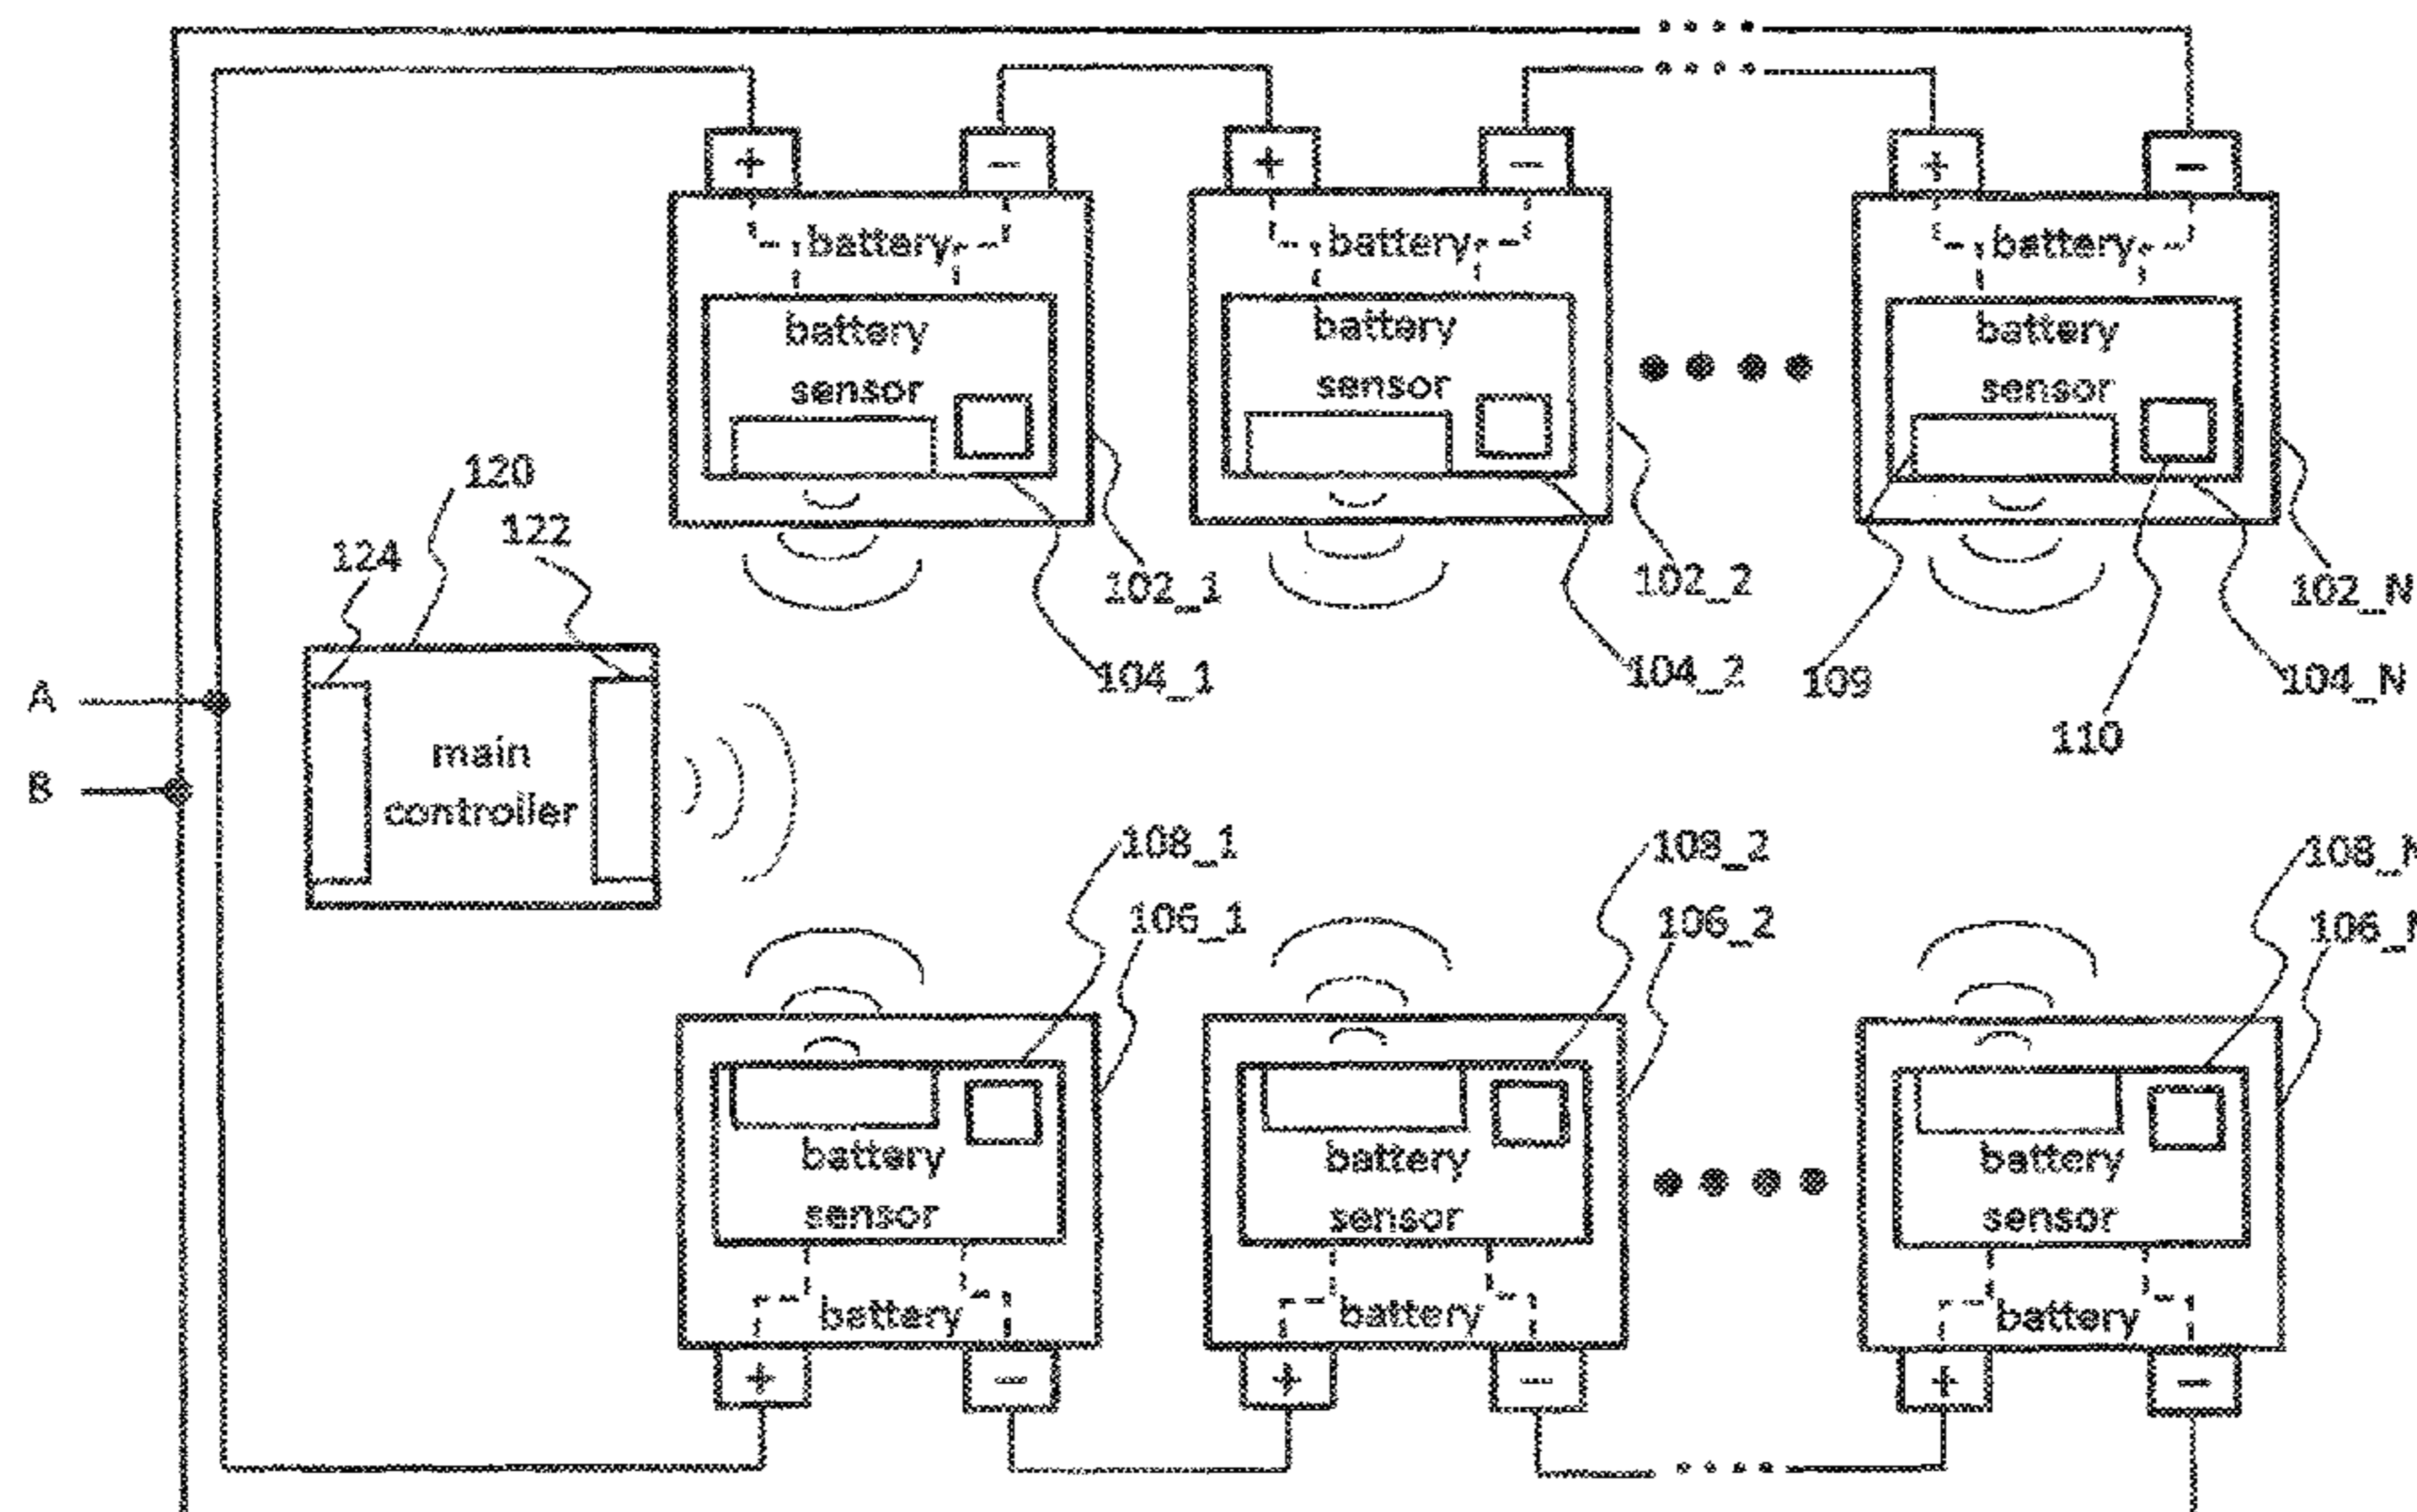 + − + − + −
battery battery battery
battery battery battery
sensor sensor sensor
120
122
124
102_1 102_2 102_N
104_1 104_2 109 104_N
110
A
B
main
controller
108_1 108_2
106_1 106_2
battery battery battery
sensor sensor sensor
battery battery battery
+ − + − + −